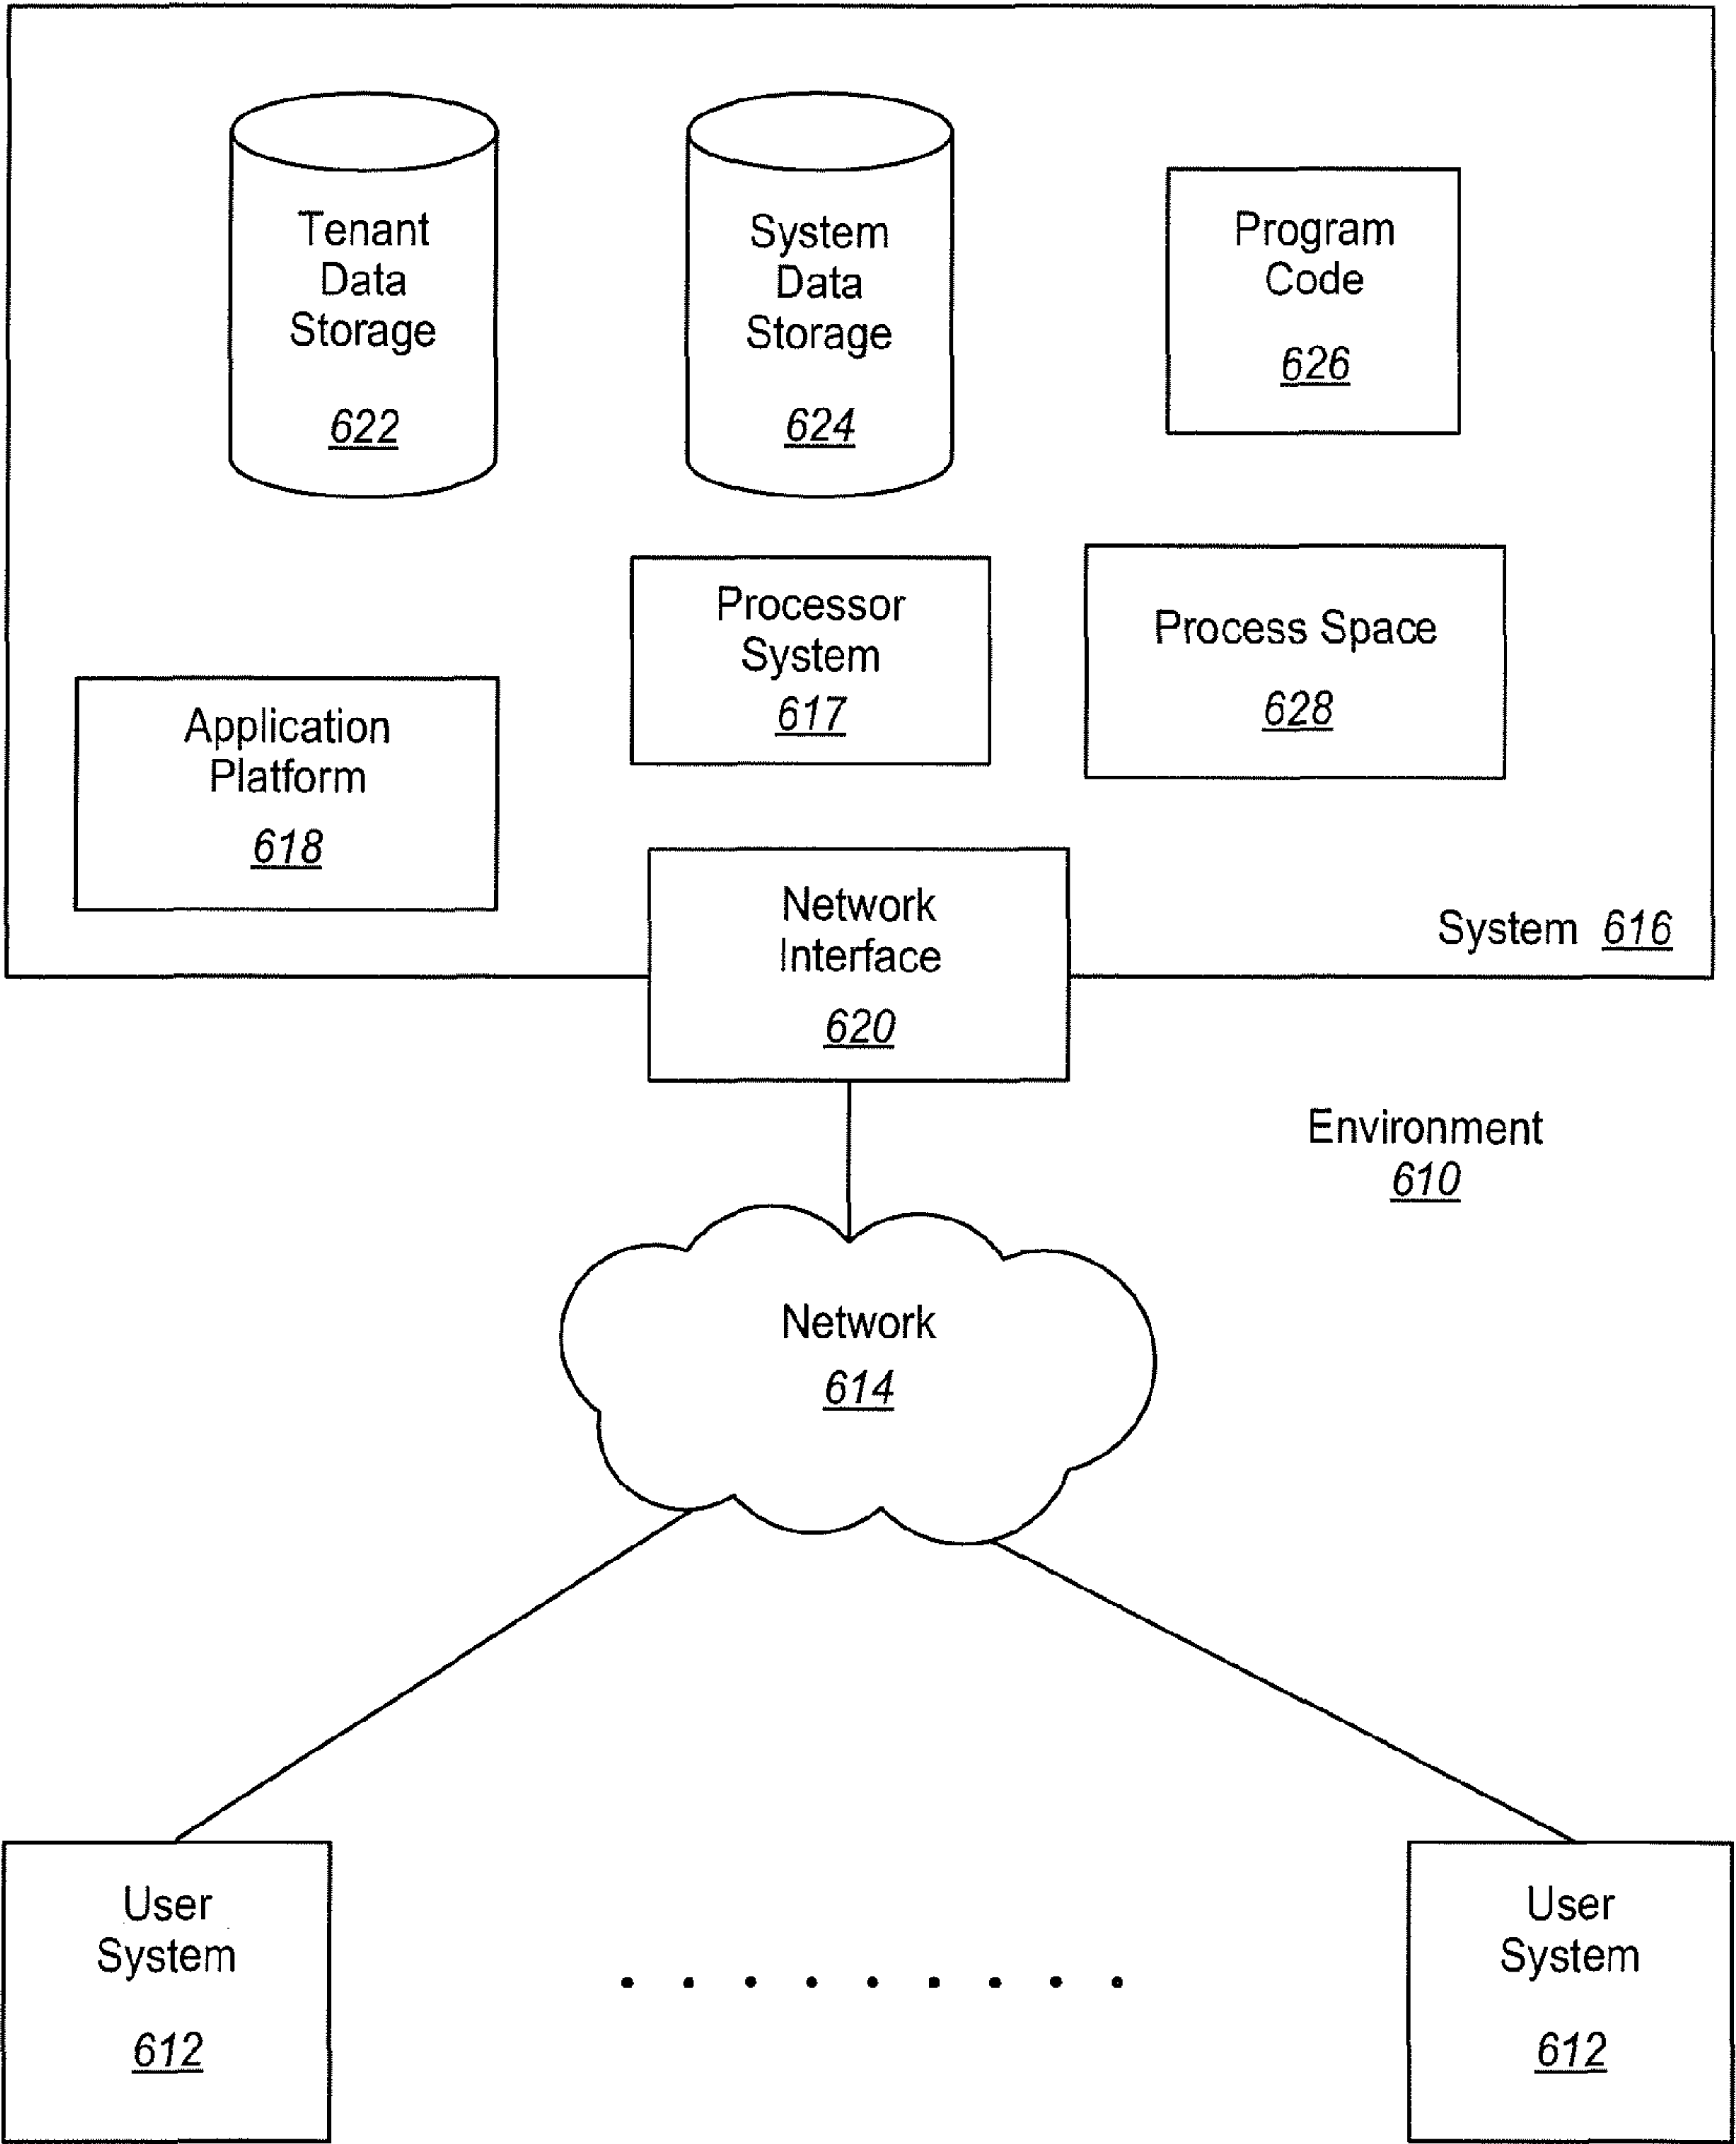 Tenant
Data
Storage
622
System
Data
Storage
624
Program
Code
626
Processor
System
617
Process Space
628
Application
Platform
618
Network
Interface
620
System 616
Environment
610
Network
614
User
System
612
User
System
612